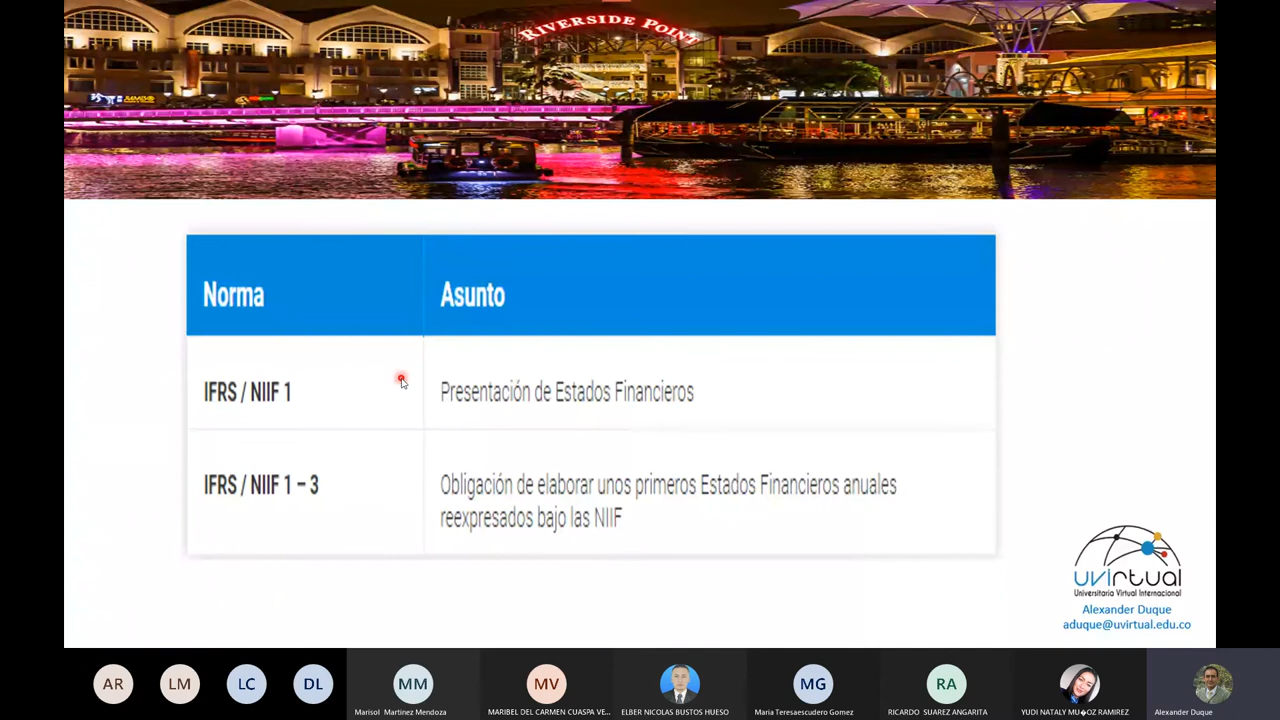 RIVERSIDE POINT
JUMBO
Norma
Asunto
IFRS / NIIF 1
Presentación de Estados Financieros
IFRS / NIIF 1 – 3
Obligación de elaborar unos primeros Estados Financieros anuales
reexpresados bajo las NIIF
uvirtual
Universitaria Virtual Internacional
Alexander Duque
aduque@uvirtual.edu.co
AR
LM
LC
DL
MM
MV
MG
RA
Marisol Martinez Mendoza
MARIBEL DEL CARMEN CUASPA VE...
ELBER NICOLAS BUSTOS HUESO
Maria Teresaescudero Gomez
RICARDO SUAREZ ANGARITA
YUDI NATALY MU�OZ RAMIREZ
Alexander Duque